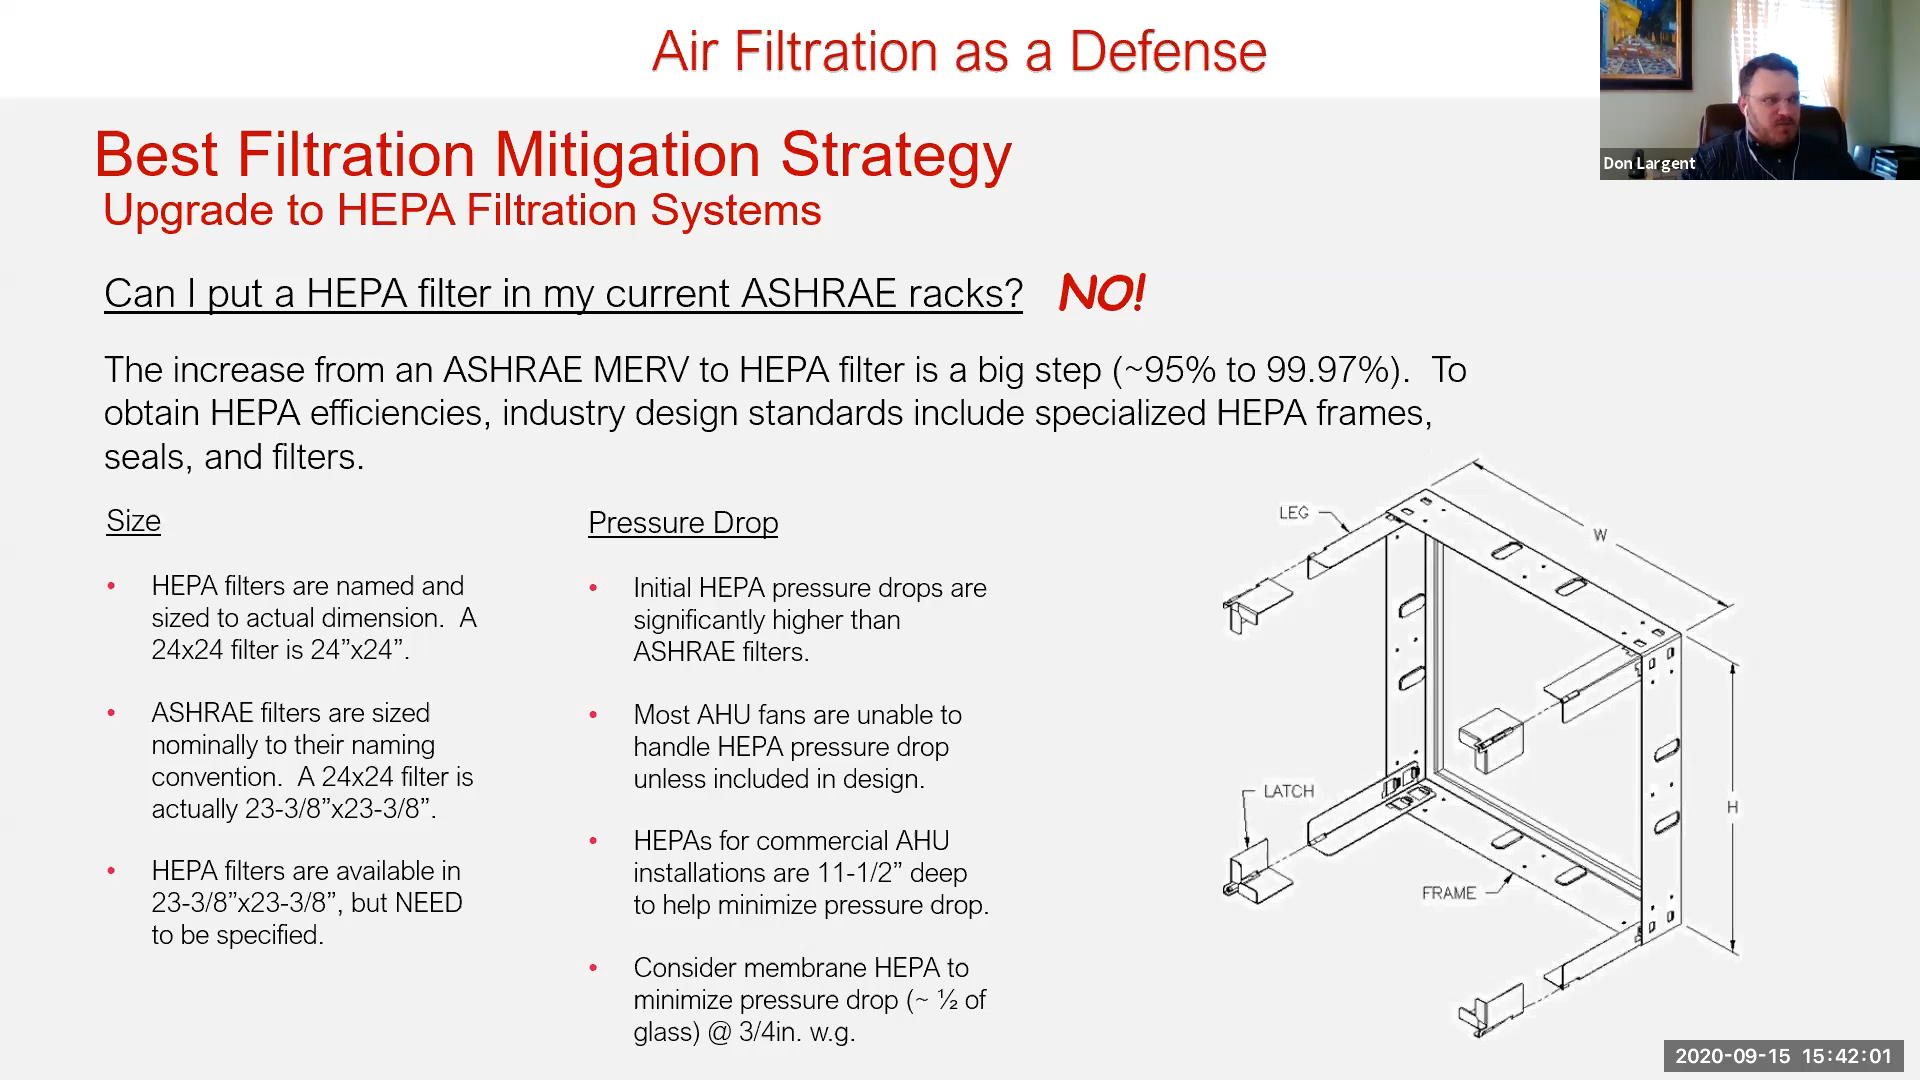 Air Filtration as a Defense
Don Largent
Best Filtration Mitigation Strategy
Upgrade to HEPA Filtration Systems
Can I put a HEPA filter in my current ASHRAE racks? NO!
The increase from an ASHRAE MERV to HEPA filter is a big step (~95% to 99.97%).  To
obtain HEPA efficiencies, industry design standards include specialized HEPA frames,
seals, and filters.
Size
• HEPA filters are named and
sized to actual dimension.  A
24x24 filter is 24”x24”.
• ASHRAE filters are sized
nominally to their naming
convention.  A 24x24 filter is
actually 23-3/8”x23-3/8”.
• HEPA filters are available in
23-3/8”x23-3/8”, but NEED
to be specified.
Pressure Drop
• Initial HEPA pressure drops are
significantly higher than
ASHRAE filters.
• Most AHU fans are unable to
handle HEPA pressure drop
unless included in design.
• HEPAs for commercial AHU
installations are 11-1/2” deep
to help minimize pressure drop.
• Consider membrane HEPA to
minimize pressure drop (~ ½ of
glass) @ 3/4in. w.g.
LEG
W
LATCH
H
FRAME
2020-09-15 15:42:01